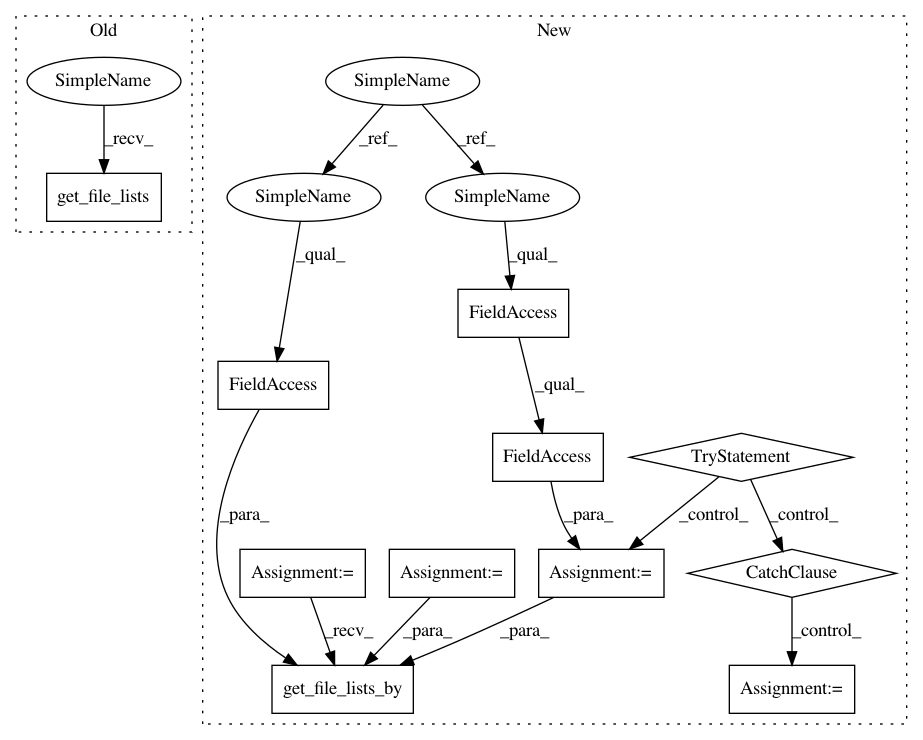 Old
New
SimpleName
SimpleName
_recv_
_ref_
_ref_
get_file_lists
SimpleName
SimpleName
_qual_
_qual_
FieldAccess
FieldAccess
_qual_
FieldAccess
TryStatement
_para_
_para_
_control_
_control_
Assignment:=
Assignment:=
Assignment:=
CatchClause
_recv_
_para_
_para_
_control_
get_file_lists_by
Assignment:=